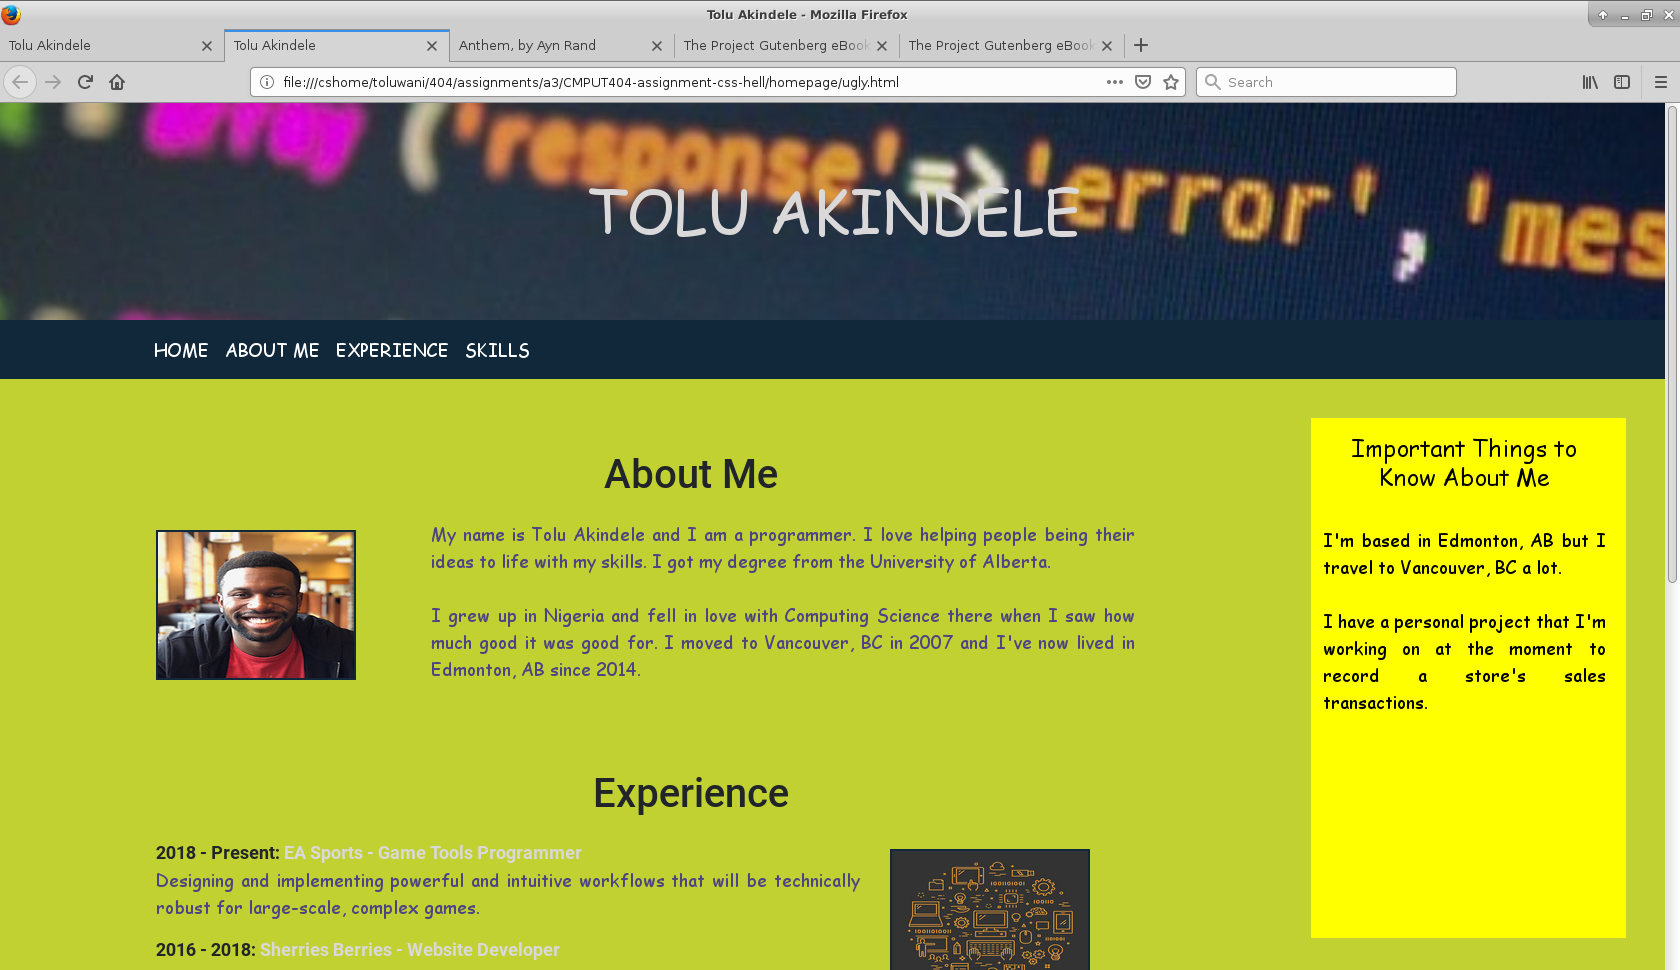 Tolu Akindele - Mozilla Firefox
Tolu Akindele
Tolu Akindele
Anthem, by Ayn Rand
The Project Gutenberg eBook
The Project Gutenberg eBook
file:///cshome/toluwani/404/assignments/a3/CMPUT404-assignment-css-hell/homepage/ugly.html
Search
array ('response'=> 'error', 'mes
TOLU AKINDELE
HOME ABOUT ME EXPERIENCE SKILLS
About Me
My name is Tolu Akindele and I am a programmer. I love helping people being their
ideas to life with my skills. I got my degree from the University of Alberta.
I grew up in Nigeria and fell in love with Computing Science there when I saw how
much good it was good for. I moved to Vancouver, BC in 2007 and I've now lived in
Edmonton, AB since 2014.
Important Things to
Know About Me
I'm based in Edmonton, AB but I
travel to Vancouver, BC a lot.
I have a personal project that I'm
working on at the moment to
record a store's sales
transactions.
Experience
2018 - Present: EA Sports - Game Tools Programmer
Designing and implementing powerful and intuitive workflows that will be technically
robust for large-scale, complex games.
2016 - 2018: Sherries Berries - Website Developer